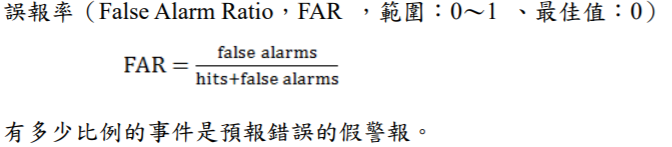 誤報率（False Alarm Ratio，FAR ，範圍：0～1 、最佳值：0）
FAR = false alarms / hits+false alarms
有多少比例的事件是預報錯誤的假警報。